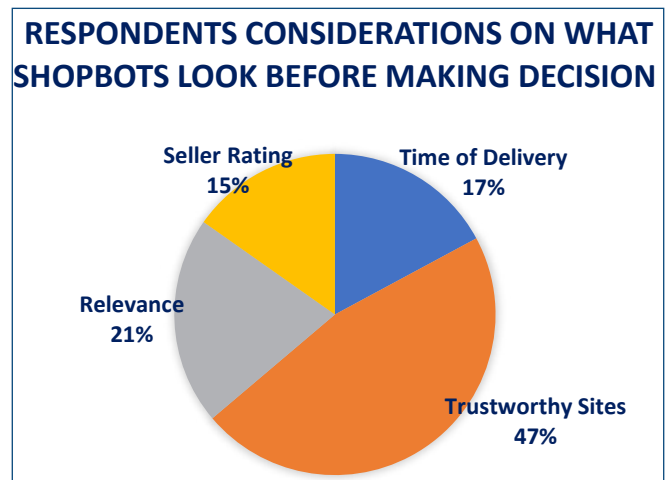 RESPONDENTS CONSIDERATIONS ON WHAT
SHOPBOTS LOOK BEFORE MAKING DECISION
Seller Rating
15%
Time of Delivery
17%
Relevance
21%
Trustworthy Sites
47%